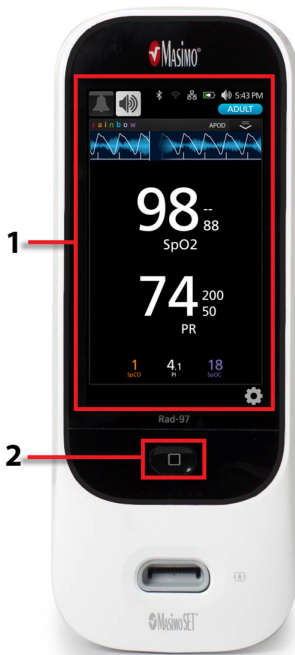 Masimo®
5:43 PM
ADULT
rainbow
APOD
98
--
88
SpO2
74
200
50
PR
1
4.1
18
SpCO
PI
SpOC
Rad-97
Masimo SET
1
2